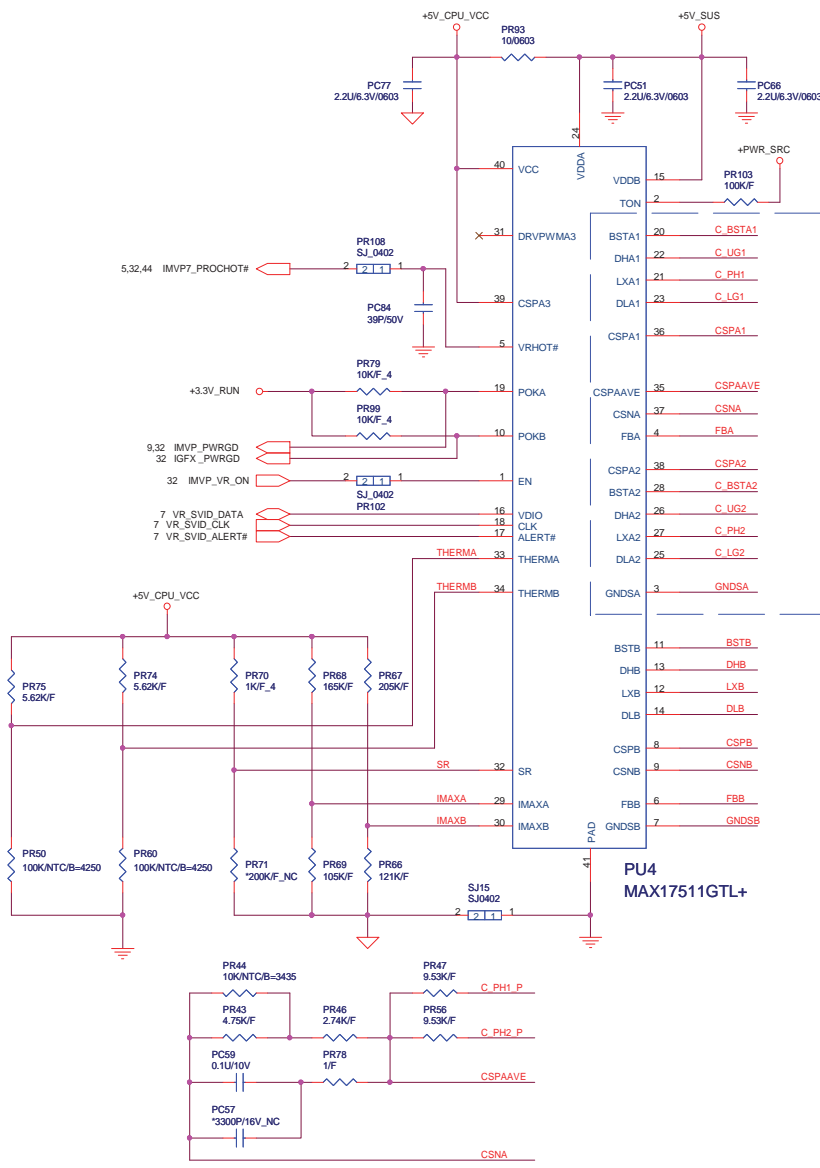 +5V_CPU_VCC
PR93
10/0603
+5V_SUS
PC77
2.2U/6.3V/0603
PC51
2.2U/6.3V/0603
PC66
2.2U/6.3V/0603
24
VDDA
+PWR_SRC
40 VCC
VDDB 15
PR103
100K/F
TON 2
31 DRVPWMA3
BSTA1 20 C_BSTA1
DHA1 22 C_UG1
PR108
SJ_0402
5,32,44 IMVP7_PROCHOT# 2 2 1 1
LXA1 21 C_PH1
39 CSPA3
DLA1 23 C_LG1
PC84
39P/50V
CSPA1 36 CSPA1
5 VRHOT#
PR79
10K/F_4
+3.3V_RUN
19 POKA
CSPAAVE 35 CSPAAVE
PR99
10K/F_4
CSNA 37 CSNA
10 POKB
FBA 4 FBA
9,32 IMVP_PWRGD
32 IGFX_PWRGD
CSPA2 38 CSPA2
32 IMVP_VR_ON 2 2 1 1
SJ_0402
PR102
1 EN
BSTA2 28 C_BSTA2
7 VR_SVID_DATA
16 VDIO
DHA2 26 C_UG2
7 VR_SVID_CLK
18 CLK
7 VR_SVID_ALERT#
17 ALERT#
LXA2 27 C_PH2
THERMA 33 THERMA
DLA2 25 C_LG2
THERMB 34 THERMB
GNDSA 3 GNDSA
+5V_CPU_VCC
BSTB 11 BSTB
DHB 13 DHB
LXB 12 LXB
DLB 14 DLB
PR75
5.62K/F
PR74
5.62K/F
PR70
1K/F_4
PR68
165K/F
PR67
205K/F
CSPB 8 CSPB
SR 32 SR
CSNB 9 CSNB
IMAXA 29 IMAXA
FBB 6 FBB
IMAXB 30 IMAXB
GNDSB 7 GNDSB
PAD
41
PR50
100K/NTC/B=4250
PR60
100K/NTC/B=4250
PR71
*200K/F_NC
PR69
105K/F
PR66
121K/F
SJ15
SJ0402
2 2 1 1
PU4
MAX17511GTL+
PR44
10K/NTC/B=3435
PR47
9.53K/F
C_PH1_P
PR43
4.75K/F
PR46
2.74K/F
PR56
9.53K/F
C_PH2_P
PC59
0.1U/10V
PR78
1/F
CSPAAVE
PC57
*3300P/16V_NC
CSNA